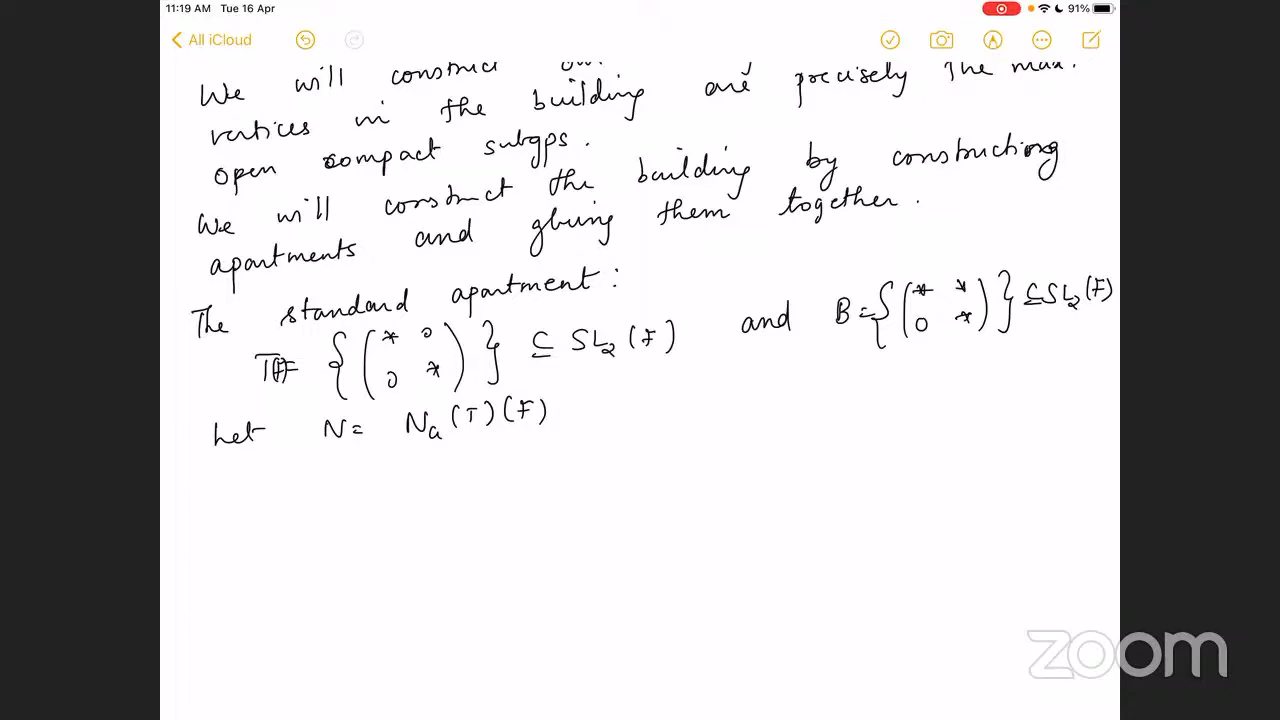 11:19 AM Tue 16 Apr
91%
All iCloud
We will construct
vertices in the building are precisely the max.
open compact subgps.
We will construct the building by constructing
apartments and gluing them together.
The standard apartment:
T(F)= {(* 0 0 *)} ⊆ SL₂(F) and B={(* * 0 *)} ⊆ SL₂(F)
Let N= N_G(T)(F)
zoom